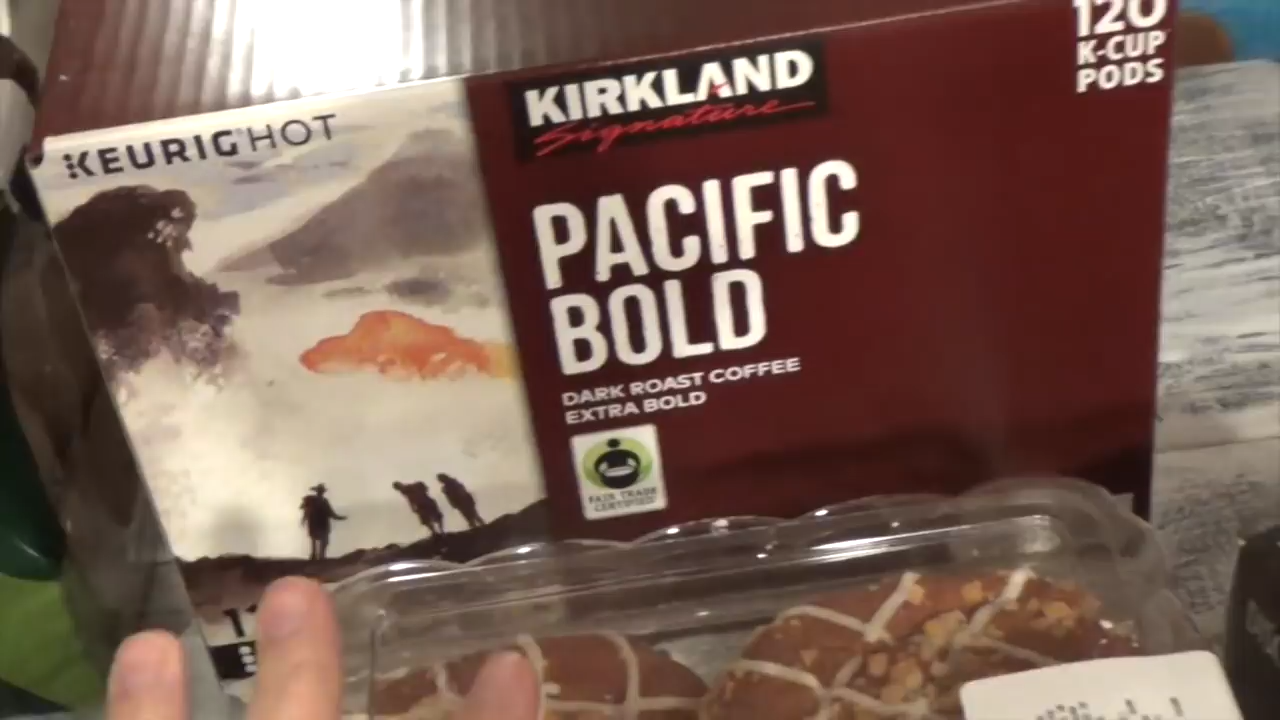 120
K-CUP
PODS
KIRKLAND
Signature
KEURIG HOT
PACIFIC
BOLD
DARK ROAST COFFEE
EXTRA BOLD
FAIR TRADE
CERTIFIED